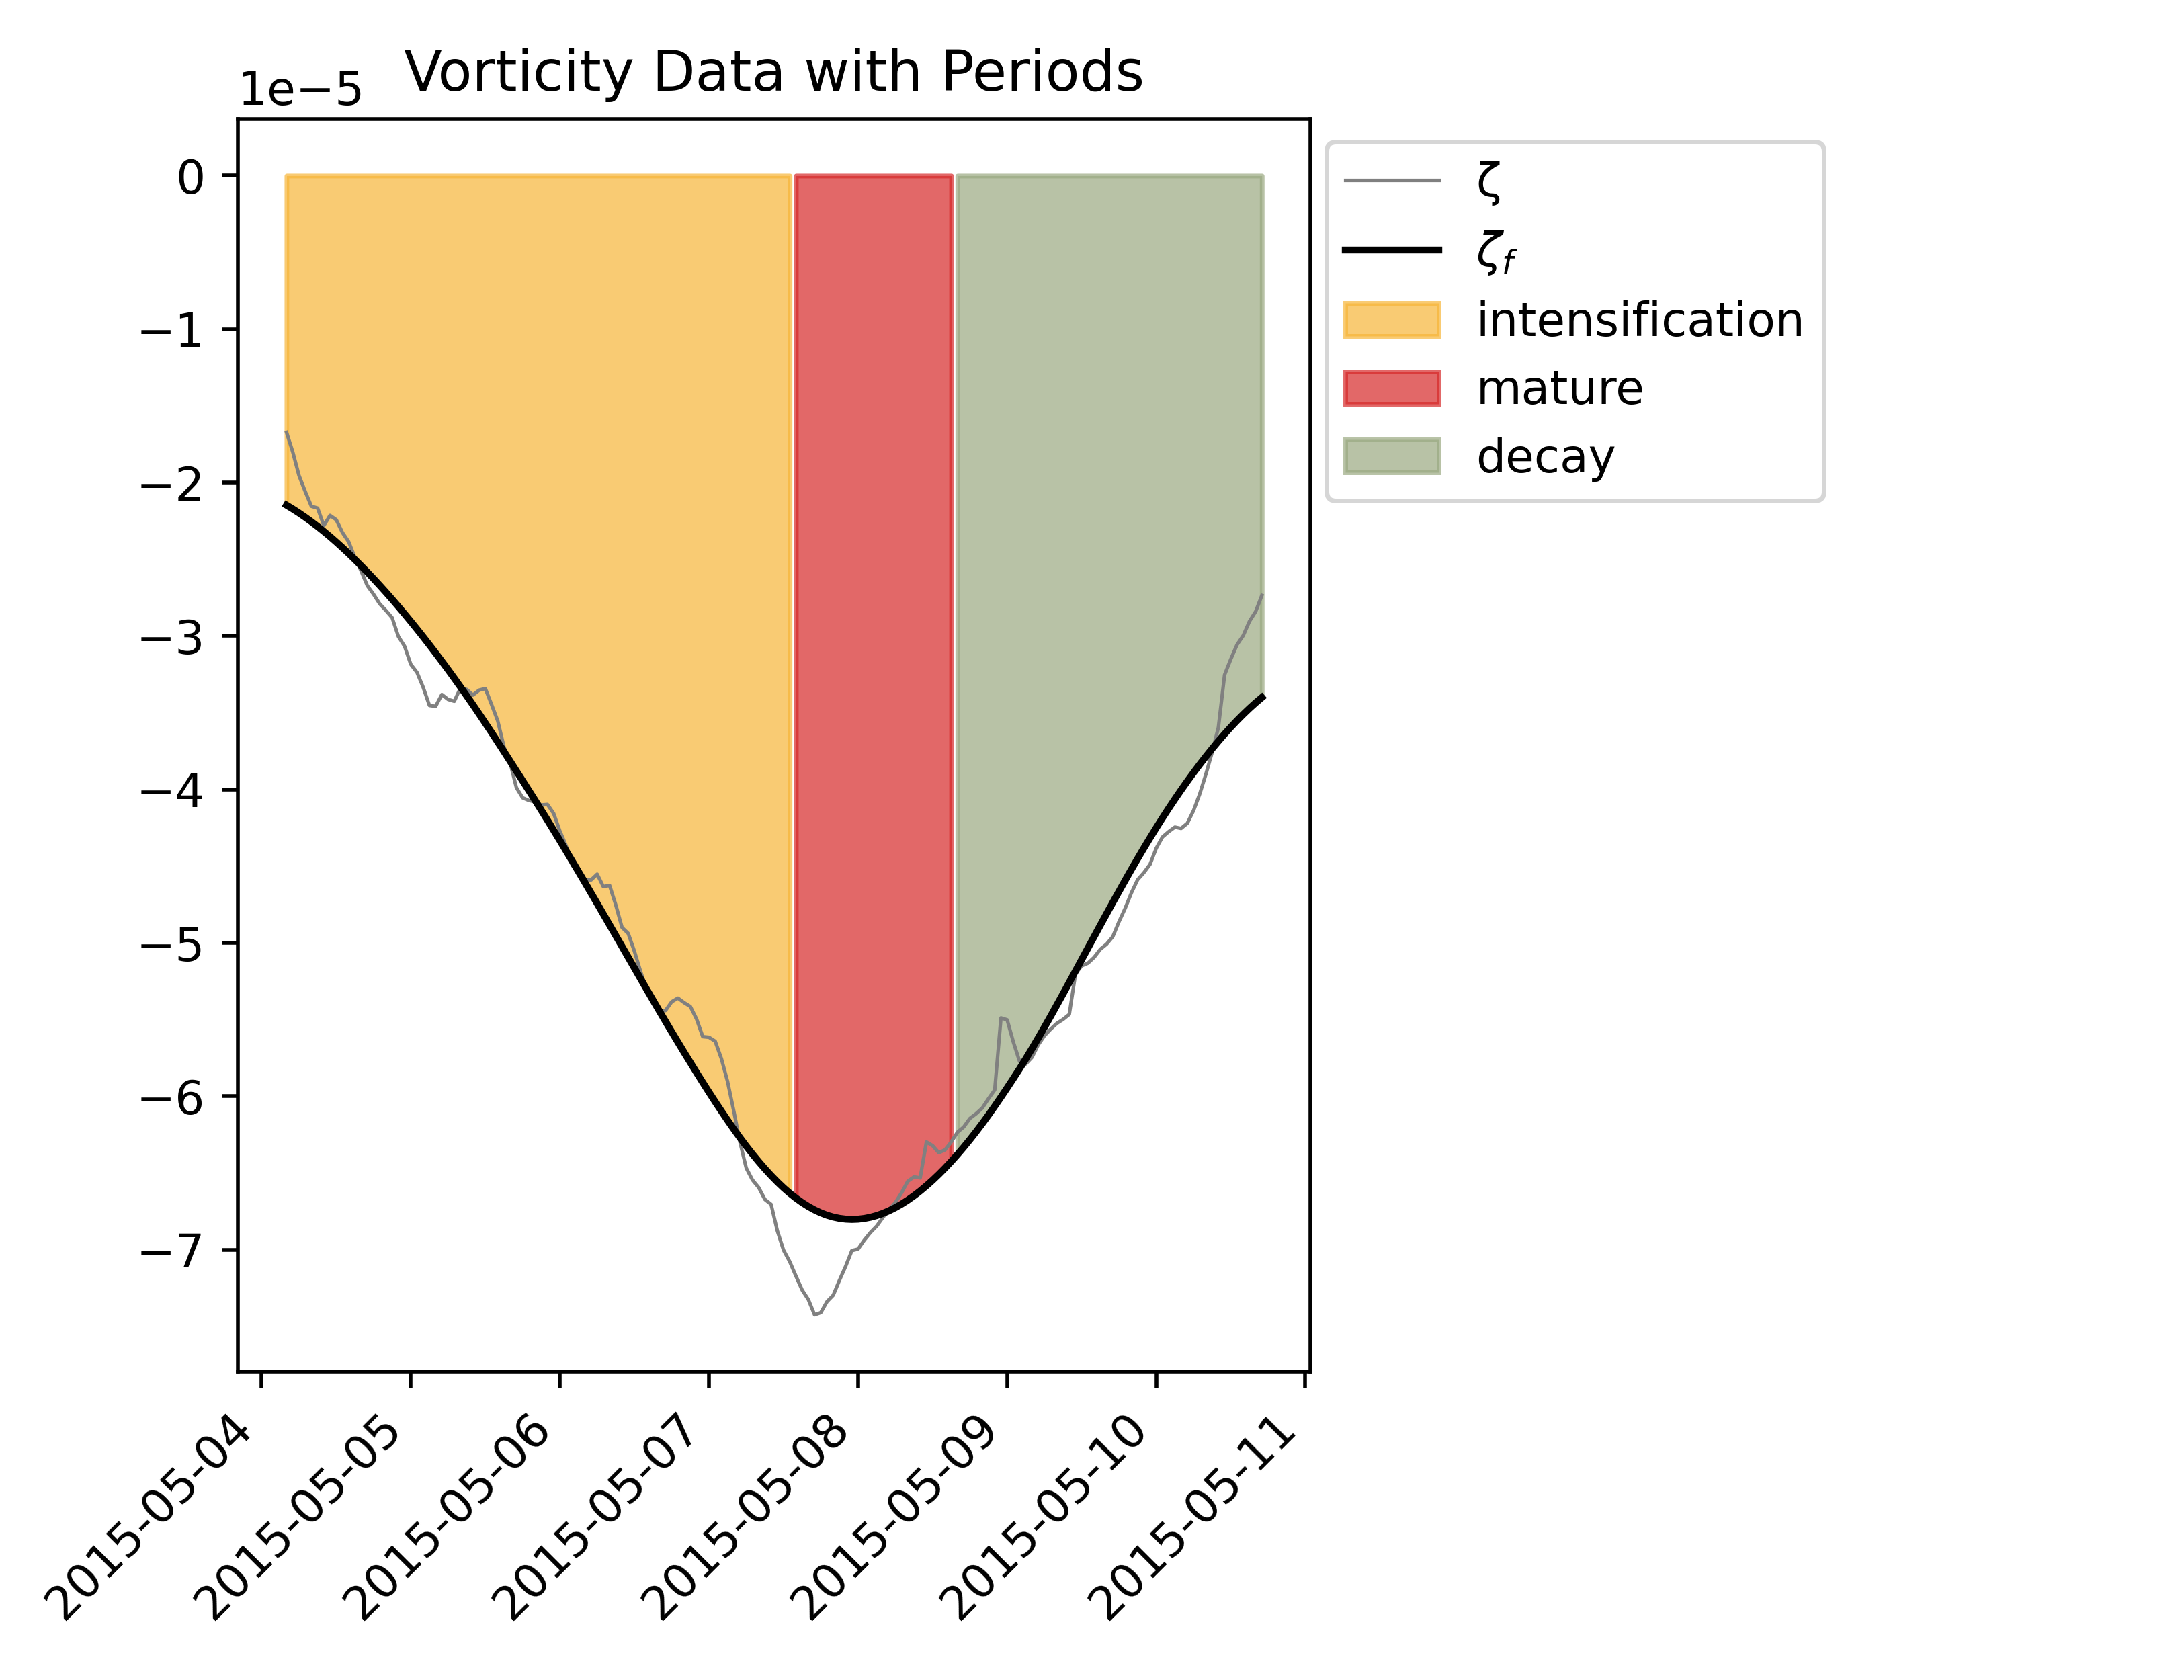 Vorticity Data with Periods
1e−5
0
−1
−2
−3
−4
−5
−6
−7
2015-05-04
2015-05-05
2015-05-06
2015-05-07
2015-05-08
2015-05-09
2015-05-10
2015-05-11
ζ
ζf
intensification
mature
decay